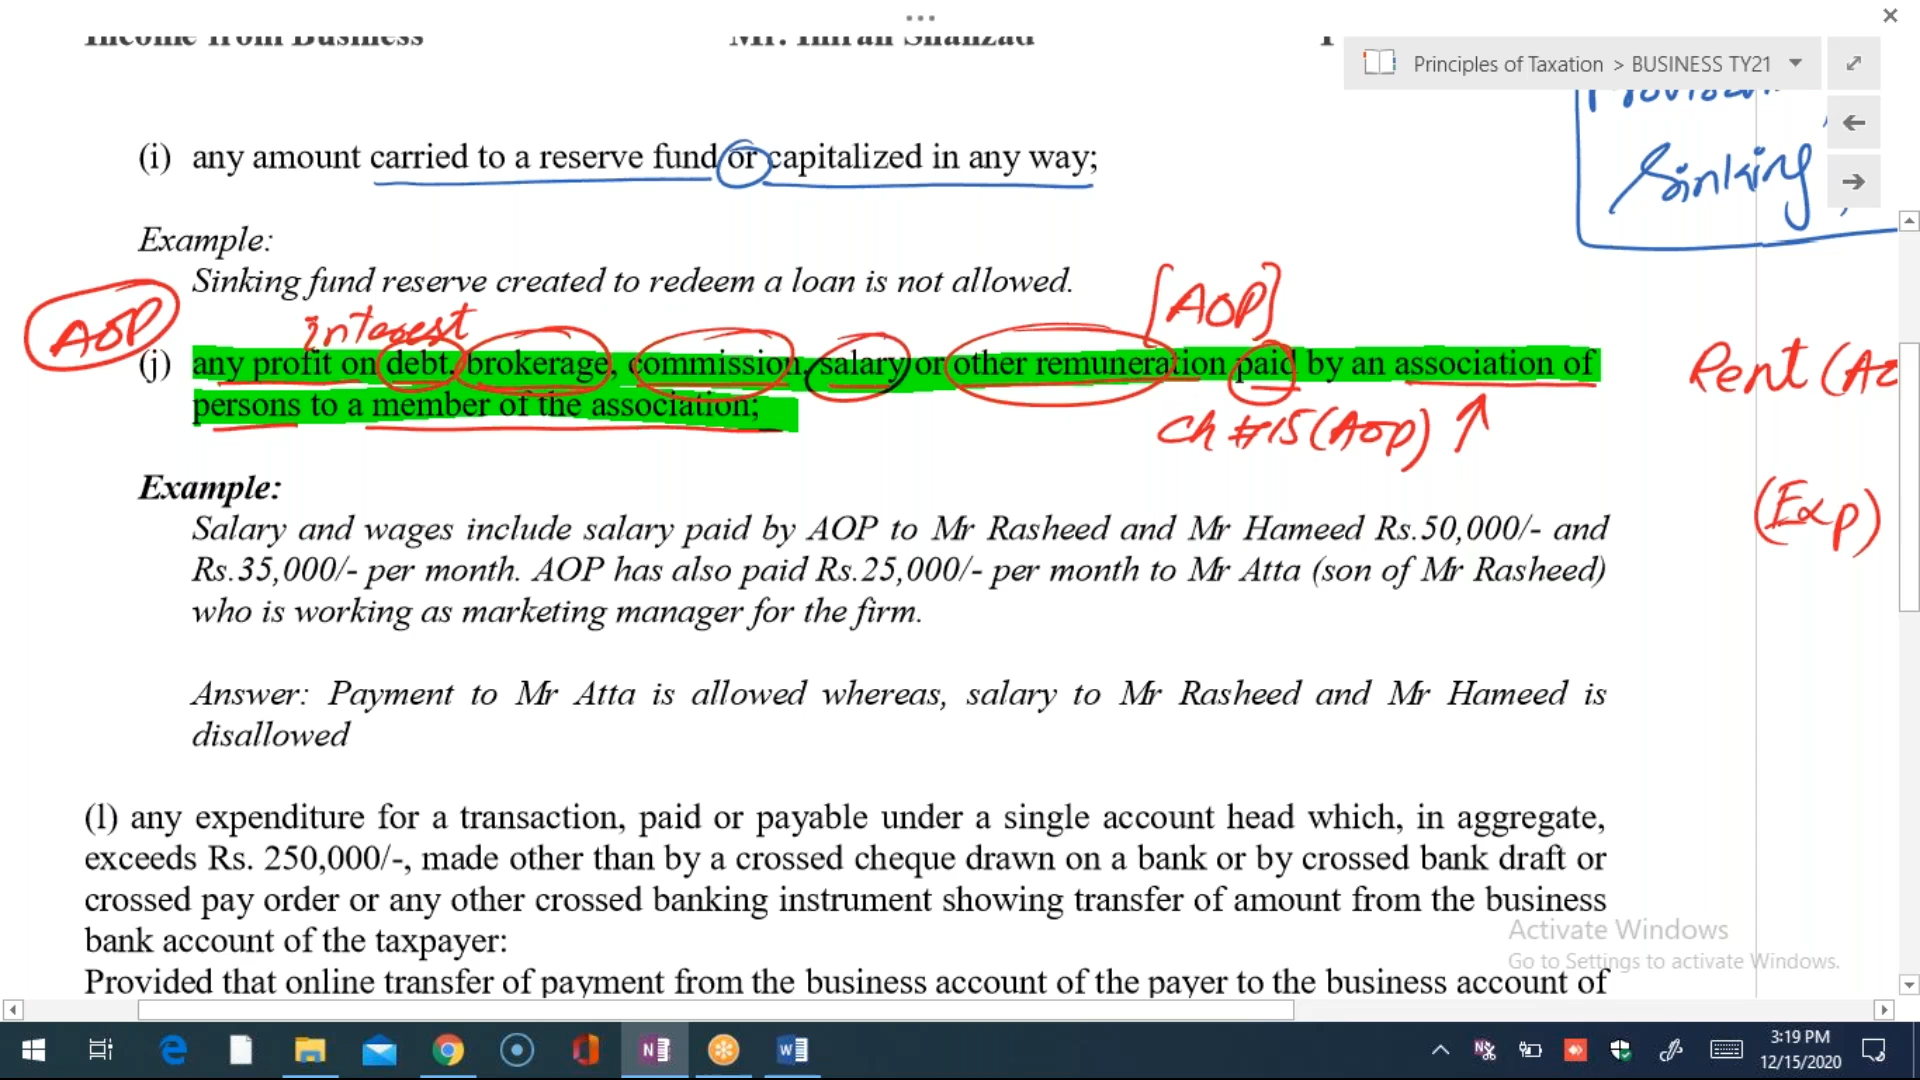 Income from Business Mr. Imran Shahzad
Principles of Taxation > BUSINESS TY21
(i) any amount carried to a reserve fund or capitalized in any way;
Sinking
Example:
Sinking fund reserve created to redeem a loan is not allowed.
AOP
interest
[AOP]
(j) any profit on debt, brokerage, commission, salary or other remuneration paid by an association of
persons to a member of the association;
Rent (
Ch #15 (AOP) ↑
(Exp)
Example:
Salary and wages include salary paid by AOP to Mr Rasheed and Mr Hameed Rs.50,000/- and
Rs.35,000/- per month. AOP has also paid Rs.25,000/- per month to Mr Atta (son of Mr Rasheed)
who is working as marketing manager for the firm.
Answer: Payment to Mr Atta is allowed whereas, salary to Mr Rasheed and Mr Hameed is
disallowed
(l) any expenditure for a transaction, paid or payable under a single account head which, in aggregate,
exceeds Rs. 250,000/-, made other than by a crossed cheque drawn on a bank or by crossed bank draft or
crossed pay order or any other crossed banking instrument showing transfer of amount from the business
bank account of the taxpayer:
Provided that online transfer of payment from the business account of the payer to the business account of
Activate Windows
Go to Settings to activate Windows.
3:19 PM
12/15/2020